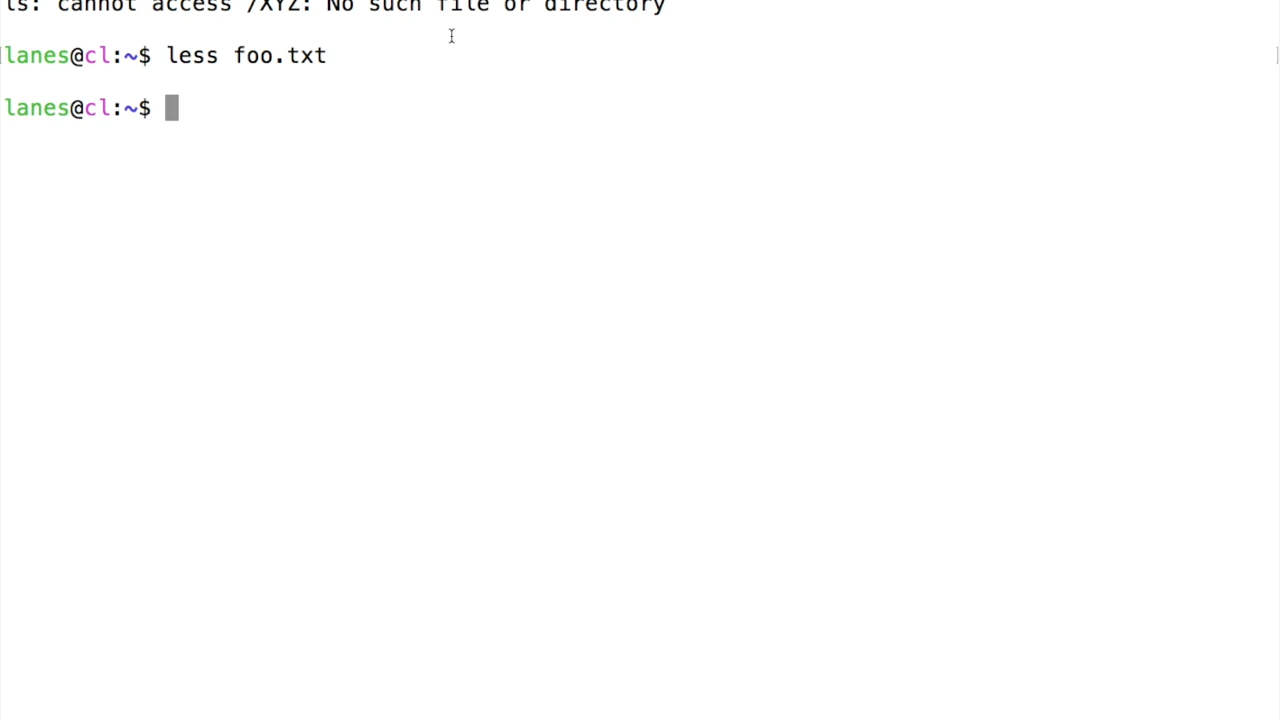 ls: cannot access /XYZ: No such file or directory
lanes@cl:~$ less foo.txt
lanes@cl:~$